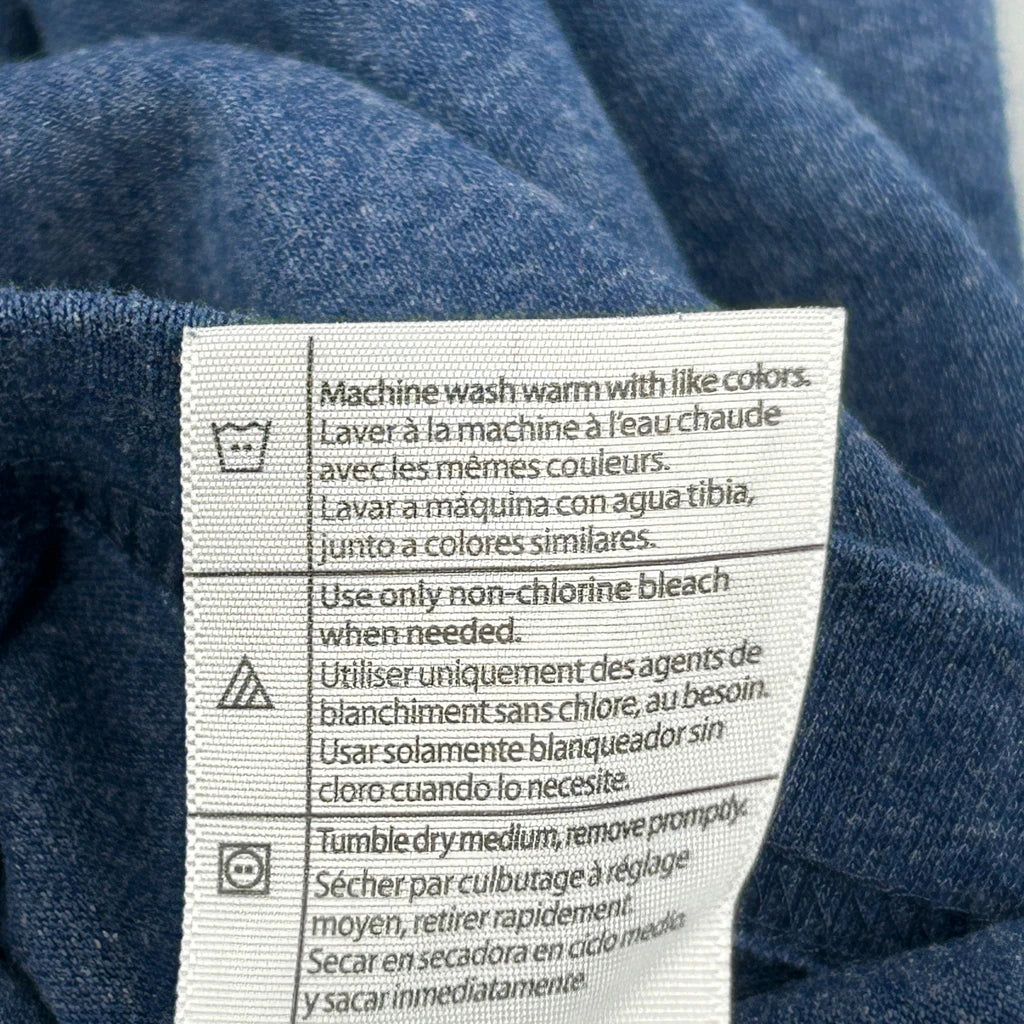 Machine wash warm with like colors.
Laver à la machine à l'eau chaude
avec les mêmes couleurs.
Lavar a máquina con agua tibia,
junto a colores similares.
Use only non-chlorine bleach
when needed.
Utiliser uniquement des agents de
blanchiment sans chlore, au besoin.
Usar solamente blanqueador sin
cloro cuando lo necesite.
Tumble dry medium, remove promptly.
Sécher par culbutage à réglage
moyen, retirer rapidement.
Secar en secadora en ciclo medio
y sacar inmediatamente.